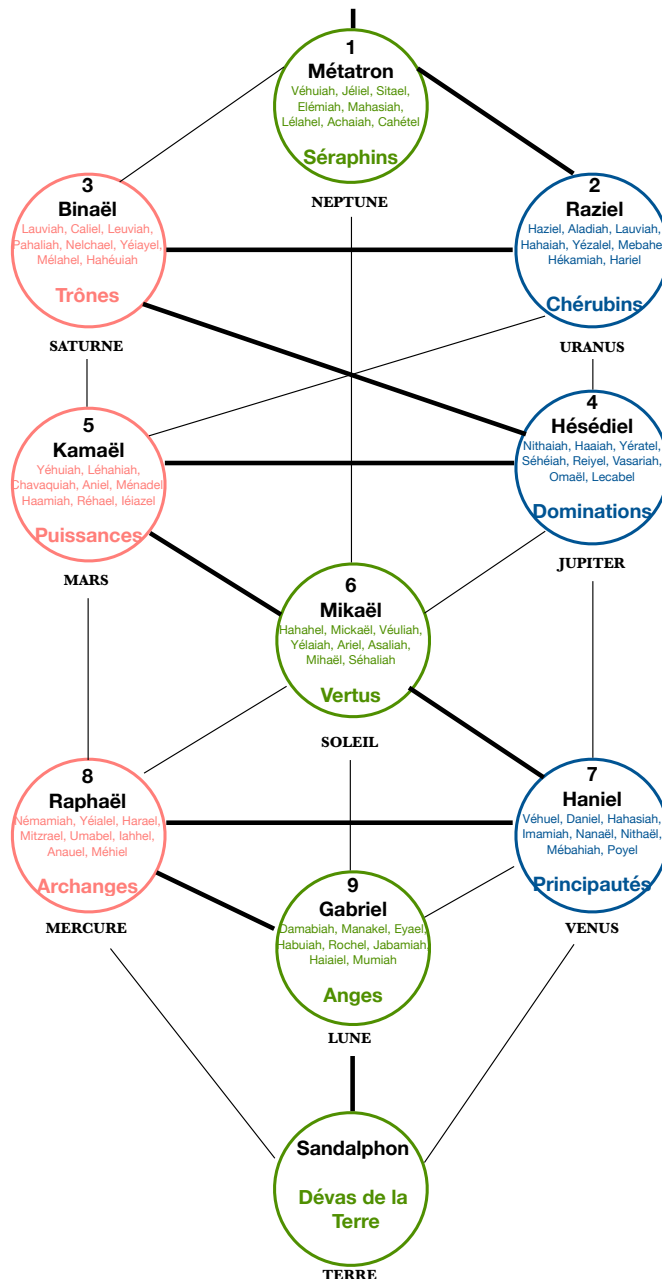 1
Métatron
Véhuiah, Jéliel, Sitael,
Elémiah, Mahasiah,
Lélahel, Achaiah, Cahétel
Séraphins
NEPTUNE
3
Binaël
Lauviah, Caliel, Leuviah,
Pahaliah, Nelchael, Yéiayel,
Mélahel, Hahéuiah
Trônes
SATURNE
2
Raziel
Haziel, Aladiah, Lauviah,
Hahaiah, Yézalel, Mebahel
Hékamiah, Hariel
Chérubins
URANUS
5
Kamaël
Yéhuiah, Léhahiah,
Chavaquiah, Aniel, Ménadel
Haamiah, Réhael, Iéiazel
Puissances
MARS
4
Hésédiel
Nithaiah, Haaiah, Yératel,
Séhéiah, Reiyel, Vasariah,
Omaël, Lecabel
Dominations
JUPITER
6
Mikaël
Hahahel, Mickaël, Véuliah,
Yélaiah, Ariel, Asaliah,
Mihaël, Séhaliah
Vertus
SOLEIL
8
Raphaël
Némamiah, Yéialel, Harael,
Mitzrael, Umabel, Iahhel,
Anauel, Méhiel
Archanges
MERCURE
7
Haniel
Véhuel, Daniel, Hahasiah,
Imamiah, Nanaël, Nithaël,
Mébahiah, Poyel
Principautés
VENUS
9
Gabriel
Damabiah, Manakel, Eyael,
Habuiah, Rochel, Jabamiah,
Haiaiel, Mumiah
Anges
LUNE
Sandalphon
Dévas de la
Terre
TERRE